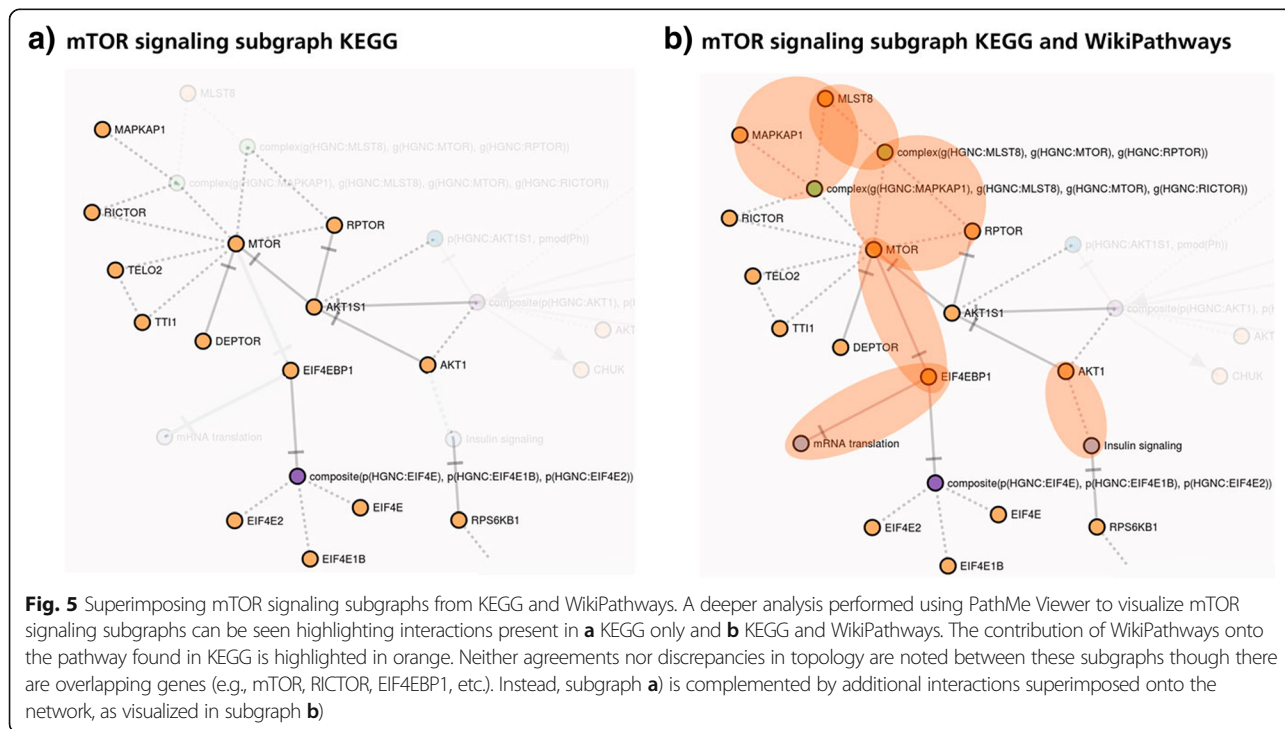 a) mTOR signaling subgraph KEGG
MLST8
MAPKAP1
complex(g(HGNC:MLST8), g(HGNC:MTOR), g(HGNC:RPTOR))
complex(g(HGNC:MAPKAP1), g(HGNC:MLST8), g(HGNC:MTOR), g(HGNC:RICTOR))
RICTOR
RPTOR
MTOR
p(HGNC:AKT1S1, pmod(Ph))
TELO2
composite(p(HGNC:AKT1), p(
AKT1S1
TTI1
AKT
DEPTOR
AKT1
EIF4EBP1
CHUK
mRNA translation
Insulin signaling
composite(p(HGNC:EIF4E), p(HGNC:EIF4E1B), p(HGNC:EIF4E2))
EIF4E
EIF4E2
RPS6KB1
EIF4E1B
b) mTOR signaling subgraph KEGG and WikiPathways
MLST8
MAPKAP1
complex(g(HGNC:MLST8), g(HGNC:MTOR), g(HGNC:RPTOR))
complex(g(HGNC:MAPKAP1), g(HGNC:MLST8), g(HGNC:MTOR), g(HGNC:RICTOR))
RICTOR
RPTOR
MTOR
p(HGNC:AKT1S1, pmod(Ph))
TELO2
composite(p(HGNC:AKT1), p(
AKT1S1
TTI1
AKT
DEPTOR
AKT1
EIF4EBP1
CHUK
mRNA translation
Insulin signaling
composite(p(HGNC:EIF4E), p(HGNC:EIF4E1B), p(HGNC:EIF4E2))
EIF4E
EIF4E2
RPS6KB1
EIF4E1B
Fig. 5 Superimposing mTOR signaling subgraphs from KEGG and WikiPathways. A deeper analysis performed using PathMe Viewer to visualize mTOR
signaling subgraphs can be seen highlighting interactions present in a KEGG only and b KEGG and WikiPathways. The contribution of WikiPathways onto
the pathway found in KEGG is highlighted in orange. Neither agreements nor discrepancies in topology are noted between these subgraphs though there
are overlapping genes (e.g., mTOR, RICTOR, EIF4EBP1, etc.). Instead, subgraph a) is complemented by additional interactions superimposed onto the
network, as visualized in subgraph b)